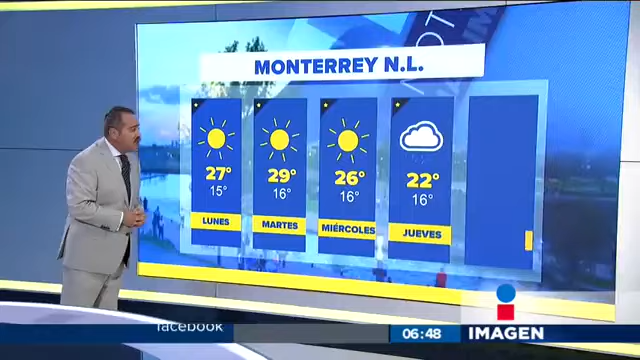 MONTERREY N.L.
27° 29° 26° 22°
15° 16° 16° 16°
LUNES MARTES MIÉRCOLES JUEVES
facebook 06:48 IMAGEN